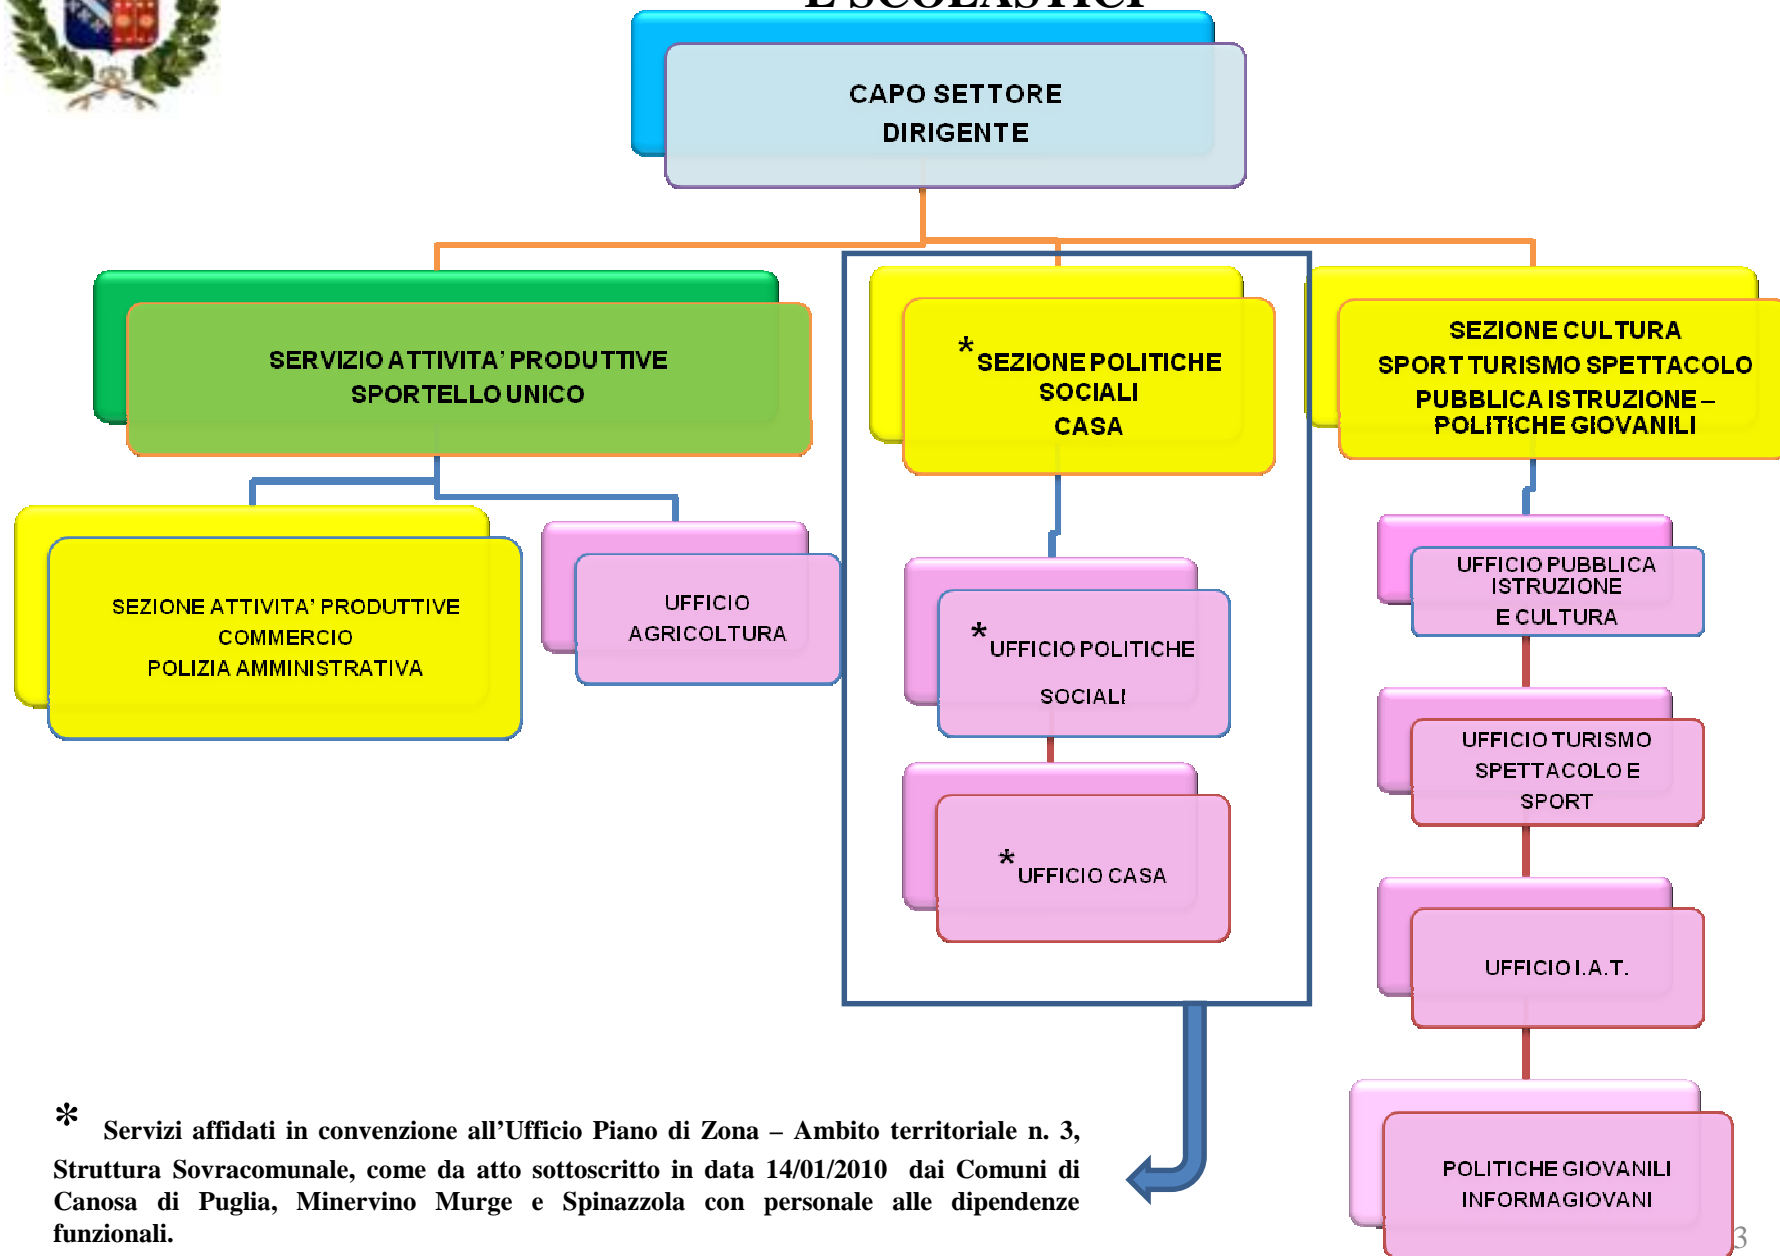 E SCOLASTICI
CAPO SETTORE
DIRIGENTE
SERVIZIO ATTIVITA’ PRODUTTIVE
SPORTELLO UNICO
* SEZIONE POLITICHE
SOCIALI
CASA
SEZIONE CULTURA
SPORT TURISMO SPETTACOLO
PUBBLICA ISTRUZIONE –
POLITICHE GIOVANILI
SEZIONE ATTIVITA’ PRODUTTIVE
COMMERCIO
POLIZIA AMMINISTRATIVA
UFFICIO
AGRICOLTURA
* UFFICIO POLITICHE
SOCIALI
* UFFICIO CASA
UFFICIO PUBBLICA
ISTRUZIONE
E CULTURA
UFFICIO TURISMO
SPETTACOLO E
SPORT
UFFICIO I.A.T.
POLITICHE GIOVANILI
INFORMAGIOVANI
* Servizi affidati in convenzione all’Ufficio Piano di Zona – Ambito territoriale n. 3,
Struttura Sovracomunale, come da atto sottoscritto in data 14/01/2010 dai Comuni di
Canosa di Puglia, Minervino Murge e Spinazzola con personale alle dipendenze
funzionali.
3